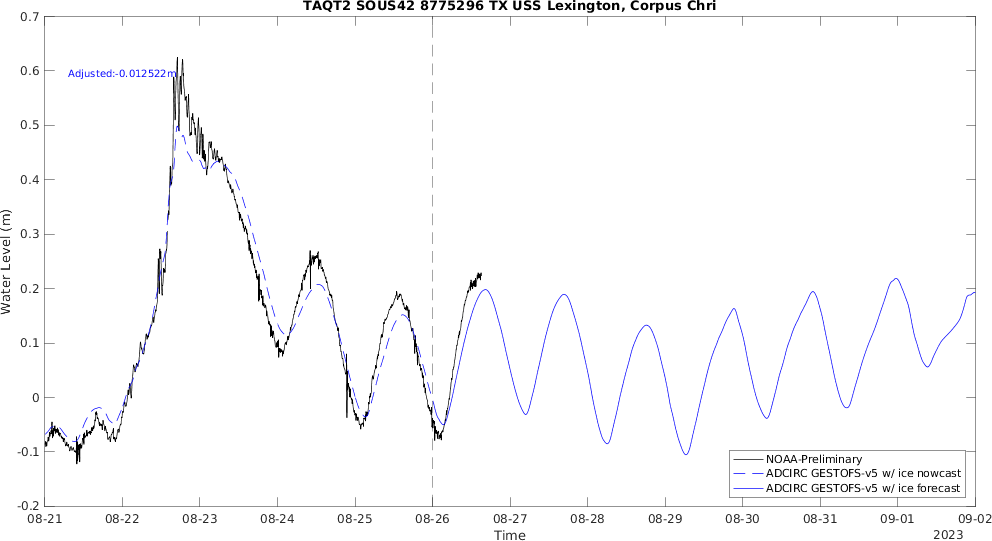 TAQT2 SOUS42 8775296 TX USS Lexington, Corpus Chri
Adjusted:-0.012522m
Water Level (m)
0.7
0.6
0.5
0.4
0.3
0.2
0.1
0
-0.1
-0.2
NOAA-Preliminary
ADCIRC GESTOFS-v5 w/ ice nowcast
ADCIRC GESTOFS-v5 w/ ice forecast
08-21 08-22 08-23 08-24 08-25 08-26 08-27 08-28 08-29 08-30 08-31 09-01 09-02
Time
2023